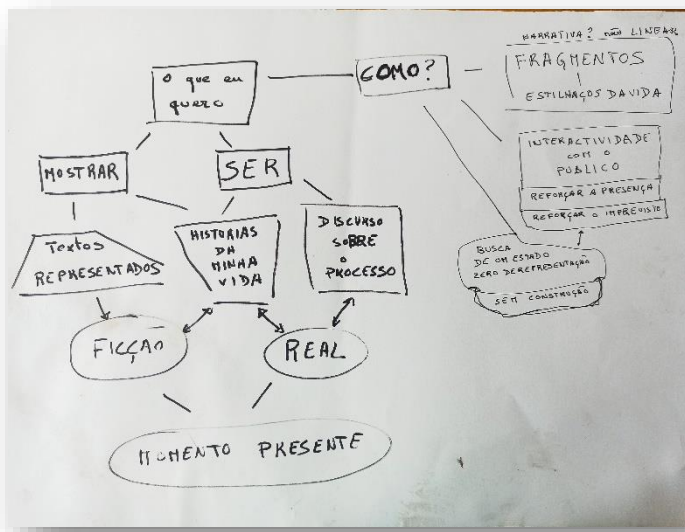 O que eu
quero
COMO?
NARRATIVA? não LINEAR
FRAGMENTOS
ESTILHAÇOS DA VIDA
MOSTRAR
SER
INTERACTIVIDADE
COM O
PÚBLICO
REFORÇAR A PRESENÇA
REFORÇAR O IMPREVISTO
Textos
REPRESENTADOS
HISTORIAS
DA
MINHA
VIDA
DISCURSO
SOBRE
O
PROCESSO
BUSCA
DE UM ESTADO
ZERO DE REPRESENTAÇÃO
SEM CONSTRUÇÃO
FICÇÃO
REAL
MOMENTO PRESENTE